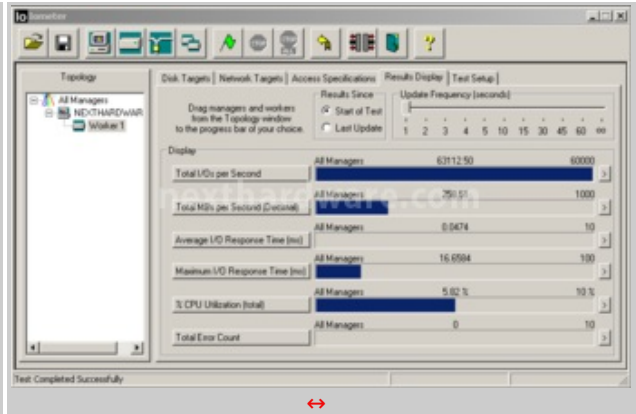 Iometer
Topology
All Managers
NEXTHARDWAR
Worker 1
Disk Targets
Network Targets
Access Specifications
Results Display
Test Setup
Drag managers and workers
from the Topology window
to the progress bar of your choice.
Results Since
Start of Test
Last Update
Update Frequency (seconds)
1 2 3 4 5 10 15 30 45 60 ∞
Display
Total I/Os per Second
All Managers 63112.50 60000
Total MBs per Second (Decimal)
All Managers 258.51 1000
Average I/O Response Time (ms)
All Managers 0.0474 10
Maximum I/O Response Time (ms)
All Managers 16.6584 100
% CPU Utilization (total)
All Managers 5.82 % 10 %
Total Error Count
All Managers 0 10
nexthardware.com
Test Completed Successfully